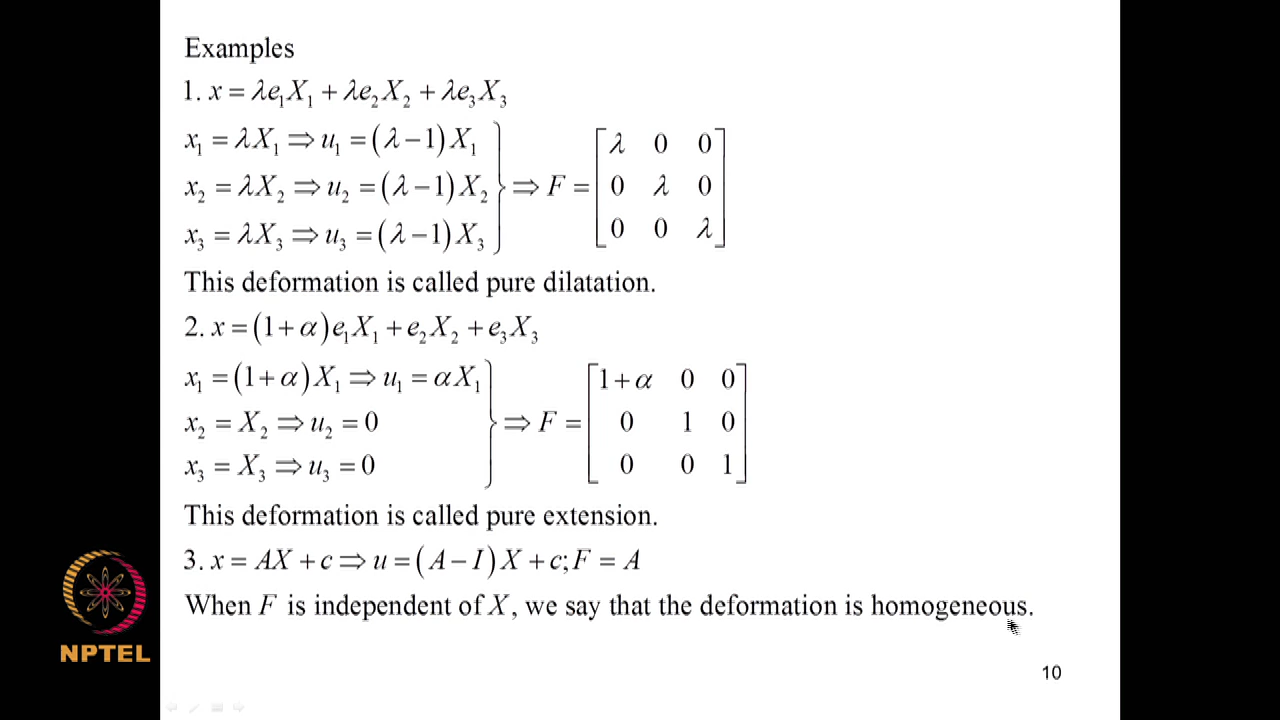 Examples
1. x = λe₁X₁ + λe₂X₂ + λe₃X₃
x₁ = λX₁ ⇒ u₁ = (λ − 1)X₁
x₂ = λX₂ ⇒ u₂ = (λ − 1)X₂
x₃ = λX₃ ⇒ u₃ = (λ − 1)X₃
⇒ F =
λ 0 0
0 λ 0
0 0 λ
This deformation is called pure dilatation.
2. x = (1 + α)e₁X₁ + e₂X₂ + e₃X₃
x₁ = (1 + α)X₁ ⇒ u₁ = αX₁
x₂ = X₂ ⇒ u₂ = 0
x₃ = X₃ ⇒ u₃ = 0
⇒ F =
1 + α 0 0
0 1 0
0 0 1
This deformation is called pure extension.
3. x = AX + c ⇒ u = (A − I)X + c; F = A
When F is independent of X, we say that the deformation is homogeneous.
NPTEL
10